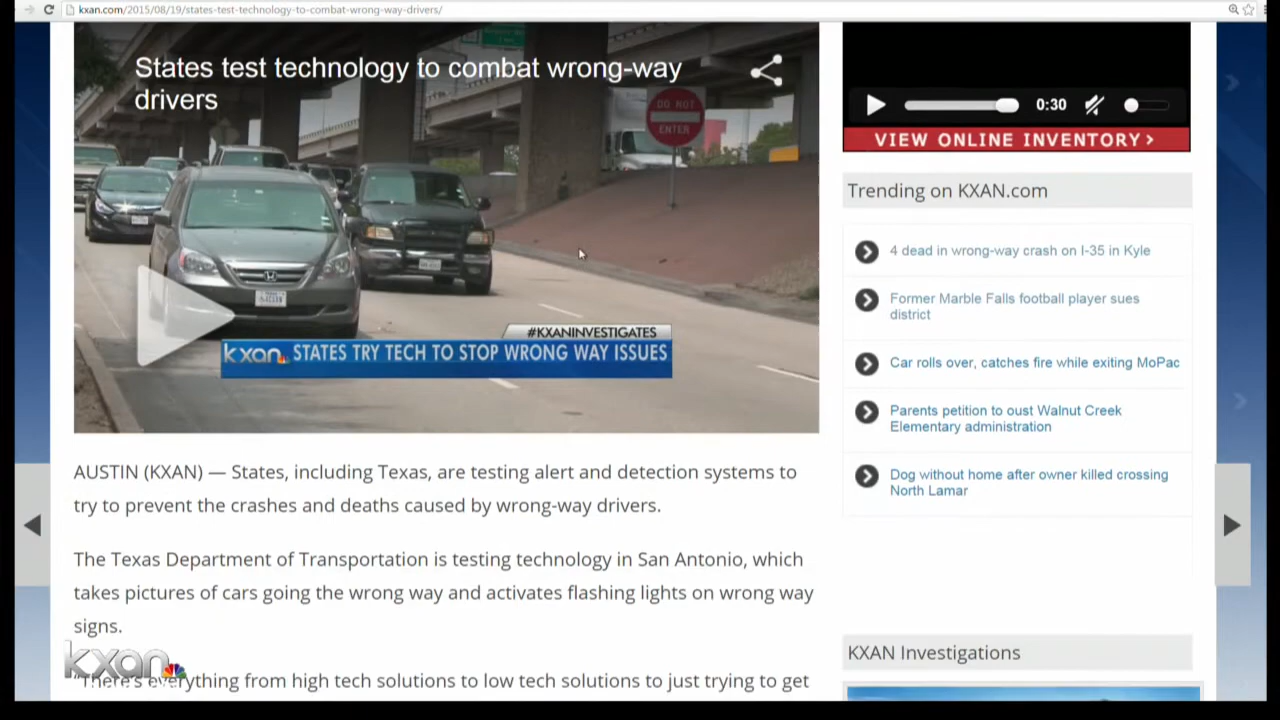 kxan.com/2015/08/19/states-test-technology-to-combat-wrong-way-drivers/
States test technology to combat wrong-way
drivers
DO NOT
ENTER
#KXANINVESTIGATES
kxan STATES TRY TECH TO STOP WRONG WAY ISSUES
AUSTIN (KXAN) — States, including Texas, are testing alert and detection systems to
try to prevent the crashes and deaths caused by wrong-way drivers.
The Texas Department of Transportation is testing technology in San Antonio, which
takes pictures of cars going the wrong way and activates flashing lights on wrong way
signs.
kxan
"There's everything from high tech solutions to low tech solutions to just trying to get
0:30
VIEW ONLINE INVENTORY >
Trending on KXAN.com
4 dead in wrong-way crash on I-35 in Kyle
Former Marble Falls football player sues
district
Car rolls over, catches fire while exiting MoPac
Parents petition to oust Walnut Creek
Elementary administration
Dog without home after owner killed crossing
North Lamar
KXAN Investigations